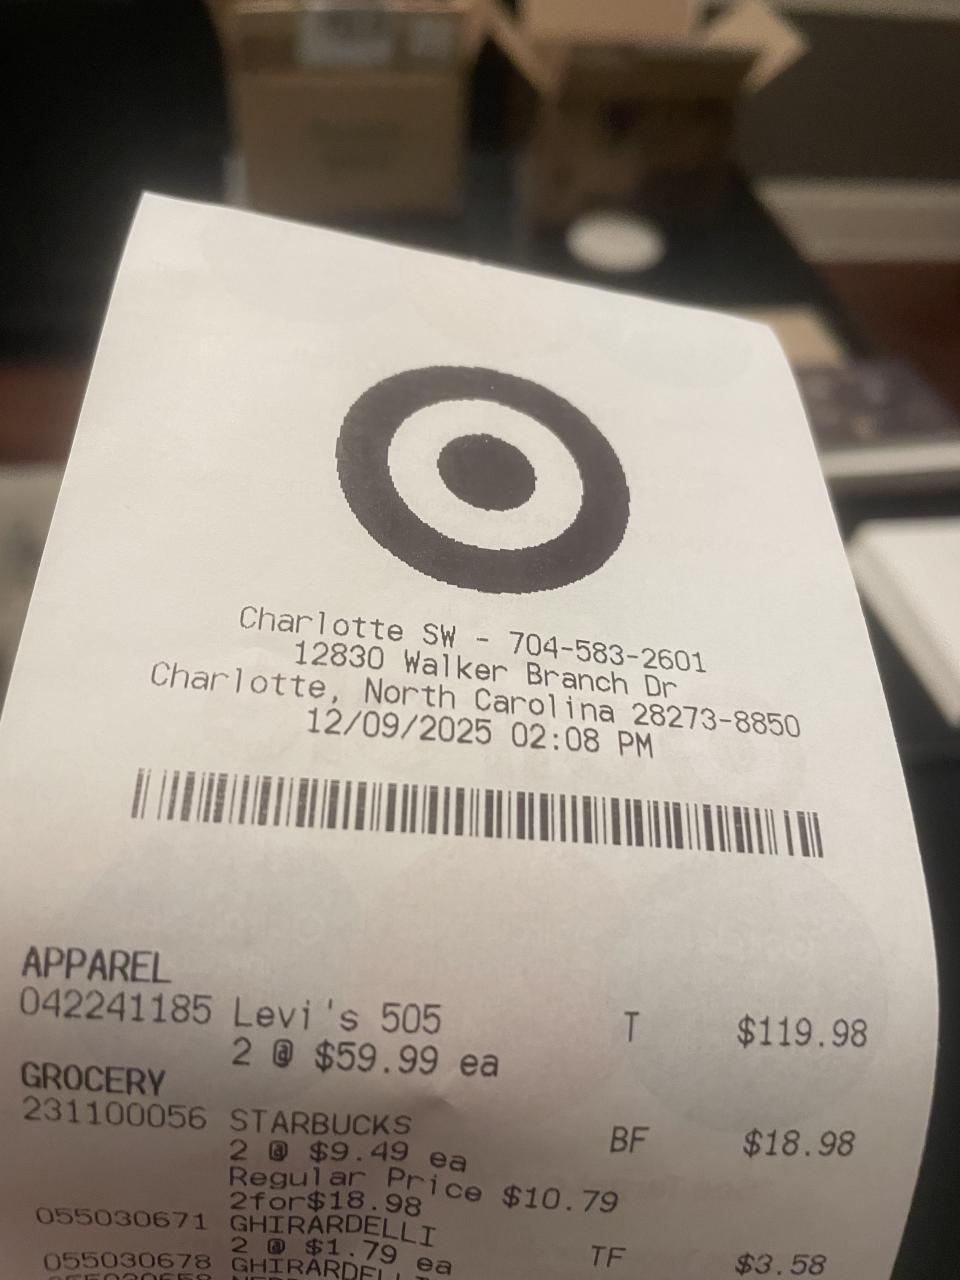 Charlotte SW - 704-583-2601
12830 Walker Branch Dr
Charlotte, North Carolina 28273-8850
12/09/2025 02:08 PM
APPAREL
042241185 Levi's 505 T $119.98
2 @ $59.99 ea
GROCERY
231100056 STARBUCKS BF $18.98
2 @ $9.49 ea
Regular Price $10.79
2for$18.98
055030671 GHIRARDELLI TF $3.58
2 @ $1.79 ea
055030678 GHIRARDELLI